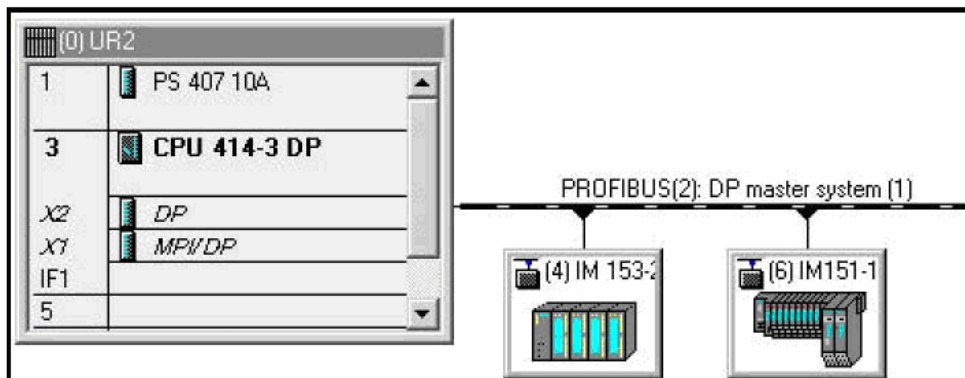 (0) UR2
1 PS 407 10A
3 CPU 414-3 DP
X2 DP
X1 MPI/DP
IF1
5
PROFIBUS(2): DP master system (1)
(4) IM 153-2
(6) IM151-1